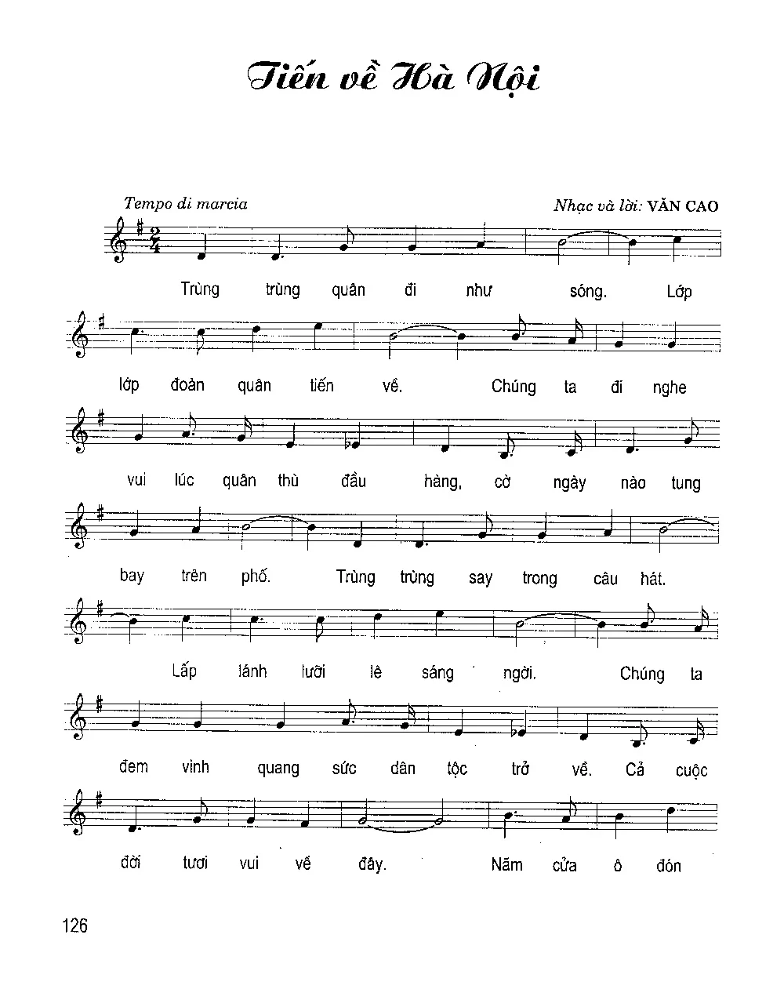 Tiến về Hà Nội
Tempo di marcia
Nhạc và lời: VĂN CAO
2
4
Trùng trùng quân đi như sóng. Lớp
lớp đoàn quân tiến về. Chúng ta đi nghe
vui lúc quân thù đầu hàng, cờ ngày nào tung
bay trên phố. Trùng trùng say trong câu hát.
Lấp lánh lưỡi lê sáng ngời. Chúng ta
đem vinh quang sức dân tộc trở về. Cả cuộc
đời tươi vui về đây. Năm cửa ô đón
126